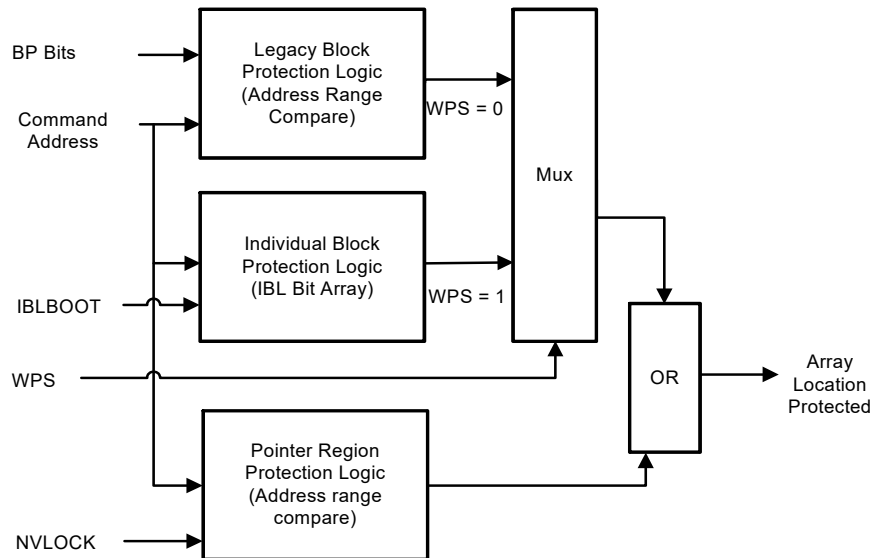 BP Bits
Command
Address
IBLBOOT
WPS
NVLOCK
Legacy Block
Protection Logic
(Address Range
Compare)
WPS = 0
Individual Block
Protection Logic
(IBL Bit Array)
WPS = 1
Pointer Region
Protection Logic
(Address range
compare)
Mux
OR
Array
Location
Protected